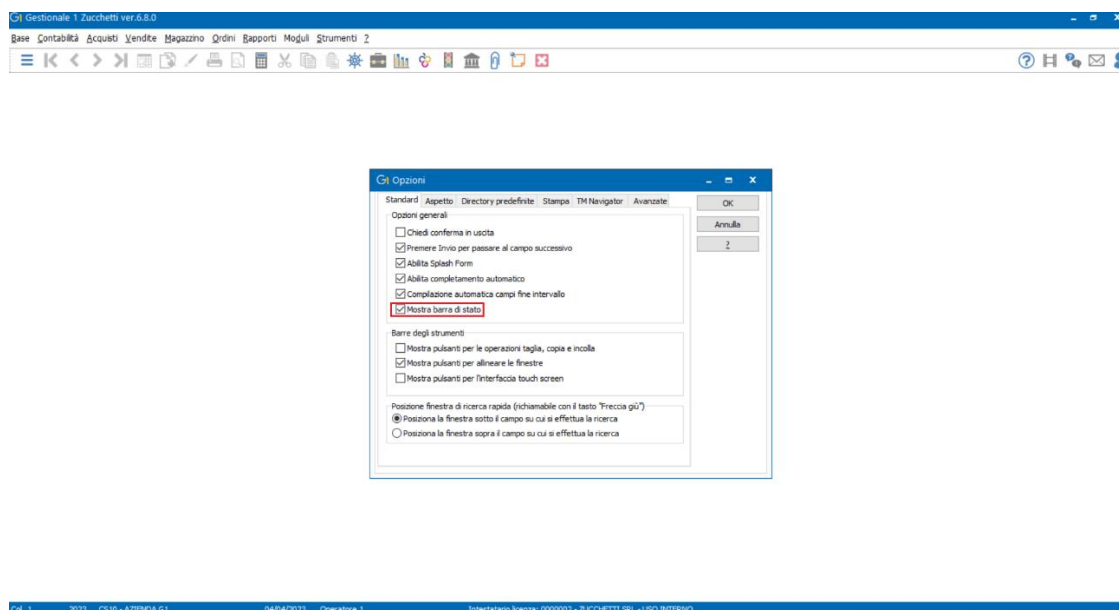 G1 Gestionale 1 Zucchetti ver.6.8.0
Base Contabilità Acquisti Vendite Magazzino Ordini Rapporti Moduli Strumenti ?
G1 Opzioni
Standard Aspetto Directory predefinite Stampa TM Navigator Avanzate
OK
Opzioni generali
Annulla
Chiedi conferma in uscita
?
Premere Invio per passare al campo successivo
Abilita Splash Form
Abilita completamento automatico
Compilazione automatica campi fine intervallo
Mostra barra di stato
Barre degli strumenti
Mostra pulsanti per le operazioni taglia, copia e incolla
Mostra pulsanti per allineare le finestre
Mostra pulsanti per l'interfaccia touch screen
Posizione finestra di ricerca rapida (richiamabile con il tasto "Freccia giù")
Posiziona la finestra sotto il campo su cui si effettua la ricerca
Posiziona la finestra sopra il campo su cui si effettua la ricerca
Col. 1 2023 CS10 - AZIENDA G1 04/04/2023 Operatore 1 Intestatario licenza: 0000002 - ZUCCHETTI SRL - USO INTERNO